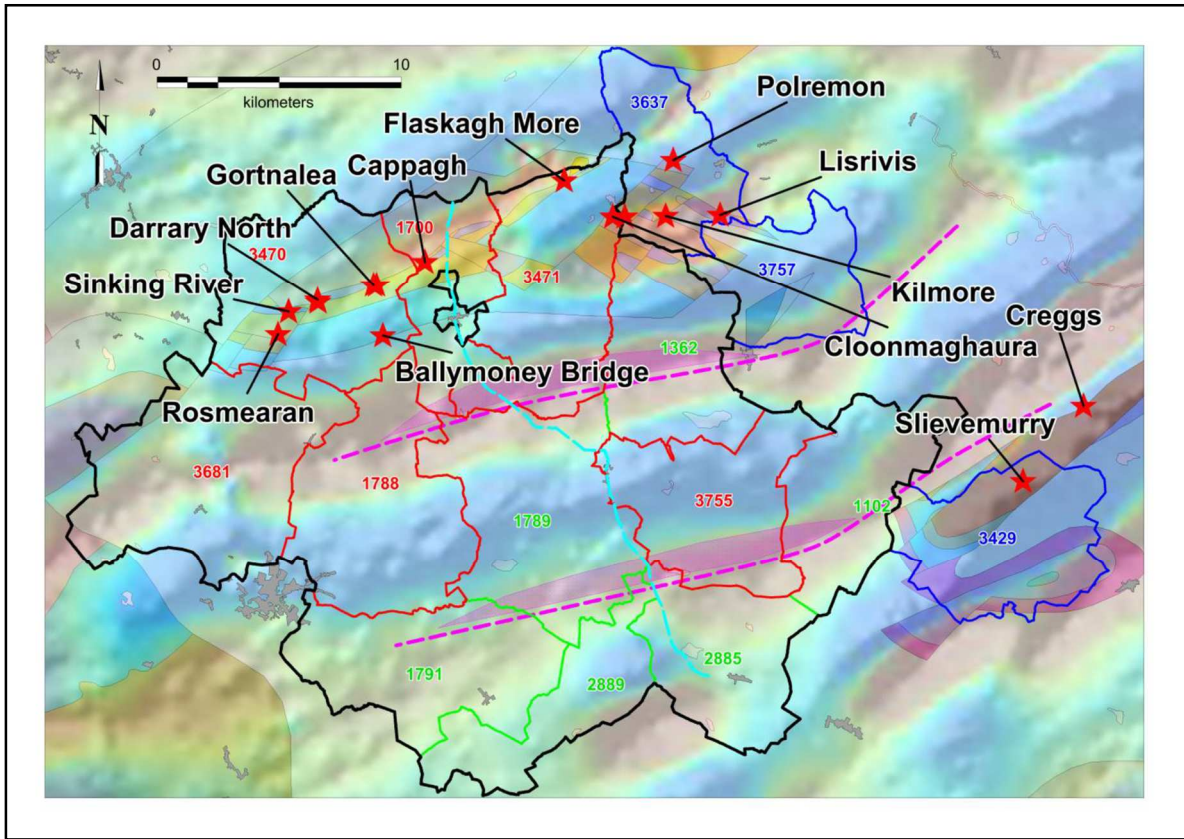 0 10
kilometers
N
3637
Polremon
Flaskagh More
Cappagh
Lisrivis
Gortnalea
1700
Darrary North
3470
3471
3757
Sinking River
Kilmore
Creggs
1362
Cloonmaghaura
Ballymoney Bridge
Rosmearan
Slievemurry
3681
1788
3755
1102
1789
3429
1791
2885
2889